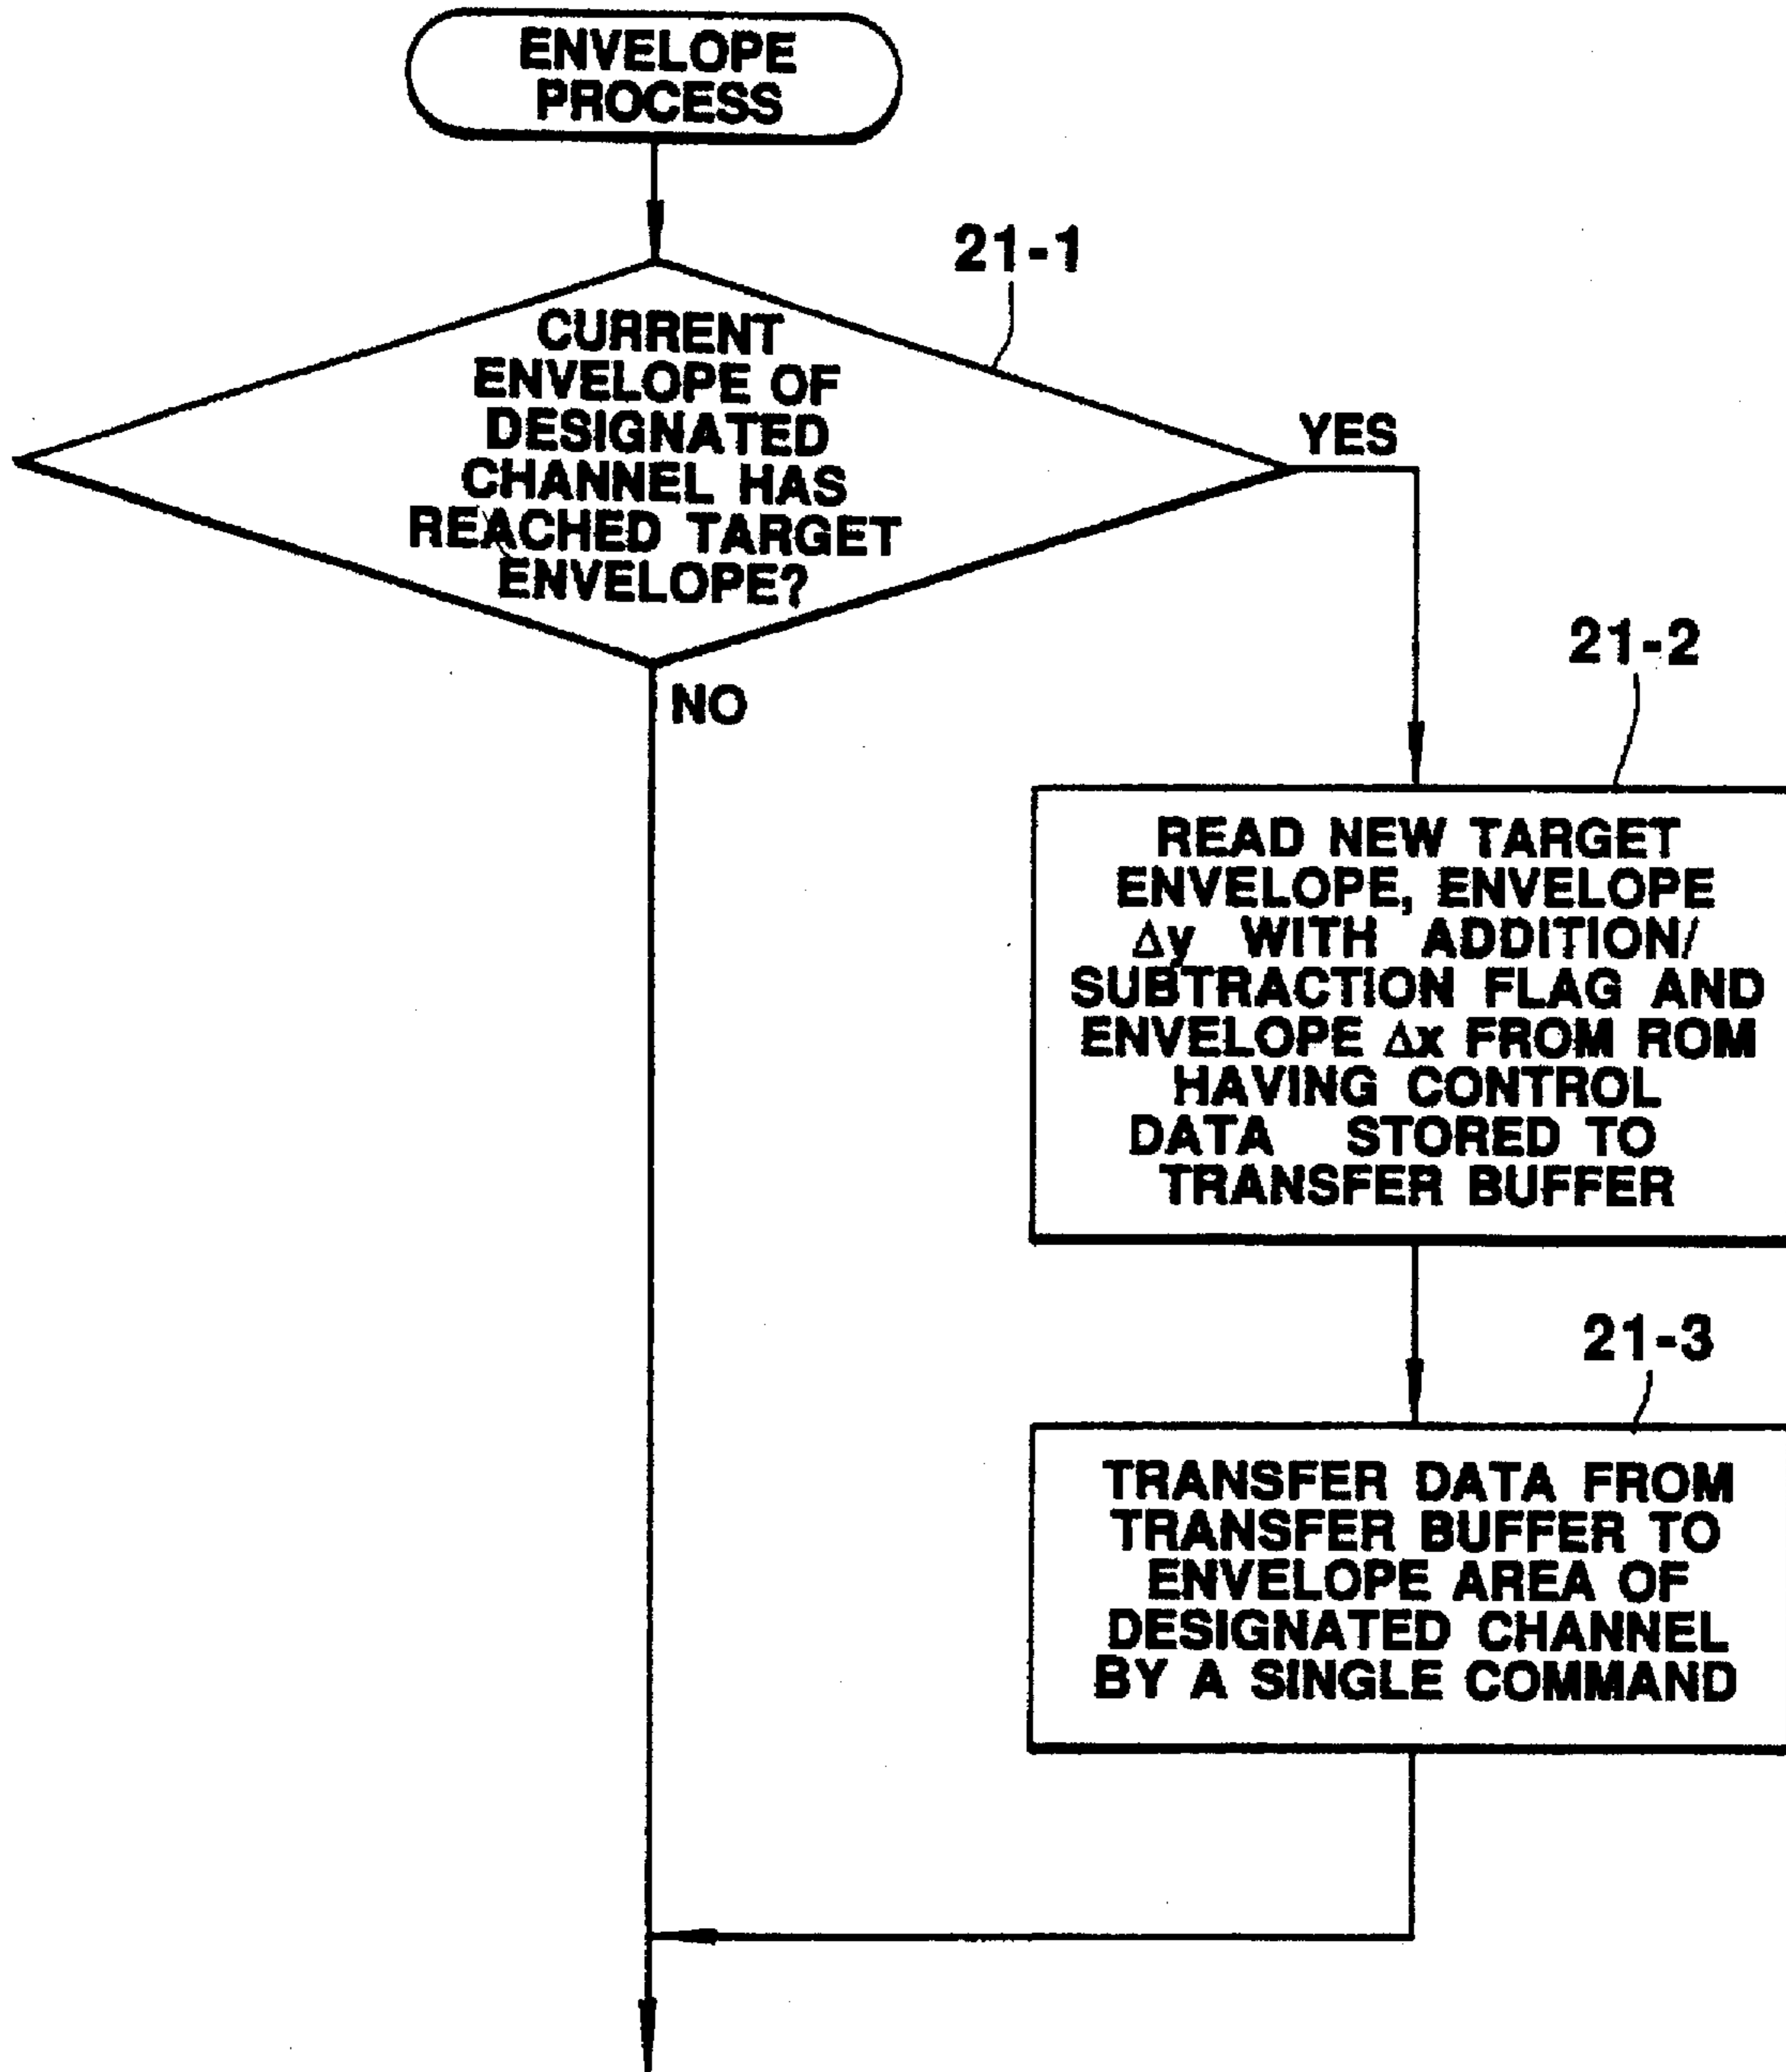 ENVELOPE
PROCESS
21-1
CURRENT
ENVELOPE OF
DESIGNATED
CHANNEL HAS
REACHED TARGET
ENVELOPE?
YES
NO
21-2
READ NEW TARGET
ENVELOPE, ENVELOPE
Δy WITH ADDITION/
SUBTRACTION FLAG AND
ENVELOPE Δx FROM ROM
HAVING CONTROL
DATA STORED TO
TRANSFER BUFFER
21-3
TRANSFER DATA FROM
TRANSFER BUFFER TO
ENVELOPE AREA OF
DESIGNATED CHANNEL
BY A SINGLE COMMAND